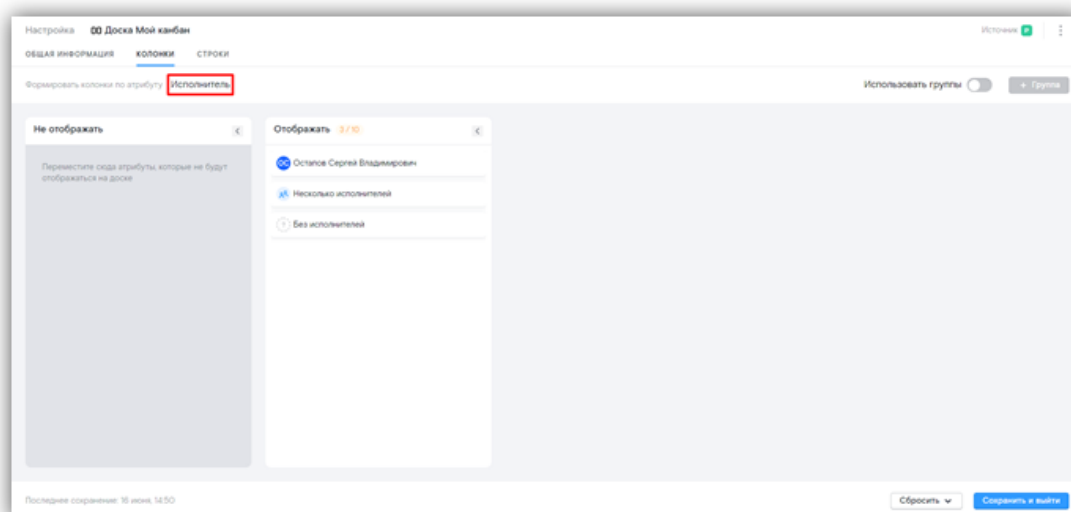 Настройка Доска Мой канбан Источник P
ОБЩАЯ ИНФОРМАЦИЯ КОЛОНКИ СТРОКИ
Формировать колонки по атрибуту Исполнитель Использовать группы + Группа
Не отображать
Переместите сюда атрибуты, которые не будут
отображаться на доске
Отображать 3 / 10
ОС Остапов Сергей Владимирович
Несколько исполнителей
Без исполнителей
Последнее сохранение: 16 июня, 14:50 Сбросить Сохранить и выйти